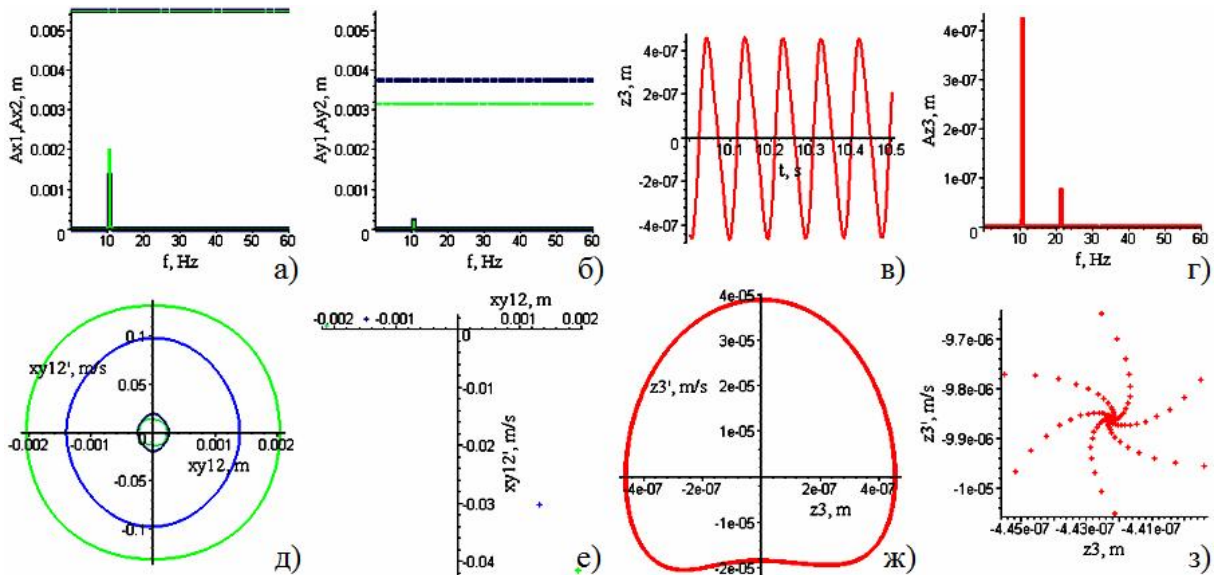 0.005
0.004
0.003
0.002
0.001
0
Ax1,Ax2, m
10 20 30 40 50 60
f, Hz
а)
0.005
0.004
0.003
0.002
0.001
0
Ay1,Ay2, m
10 20 30 40 50 60
f, Hz
б)
4e-07
2e-07
0
-2e-07
-4e-07
z3, m
10.1 10.2 10.3 10.4 10.5
t, s
в)
4e-07
3e-07
2e-07
1e-07
0
Az3, m
10 20 30 40 50 60
f, Hz
г)
0.1
0.05
-0.05
-0.1
xy12', m/s
-0.002 -0.001 0 0.001 0.002
xy12, m
д)
xy12, m
-0.002 -0.001 0 0.001 0.002
-0.01
-0.02
-0.03
-0.04
xy12', m/s
е)
4e-05
3e-05
2e-05
1e-05
0
-1e-05
-2e-05
z3', m/s
-4e-07 -2e-07 2e-07 4e-07
z3, m
ж)
-9.7e-06
-9.8e-06
-9.9e-06
-1e-05
z3', m/s
-4.45e-07 -4.43e-07 -4.41e-07
z3, m
з)